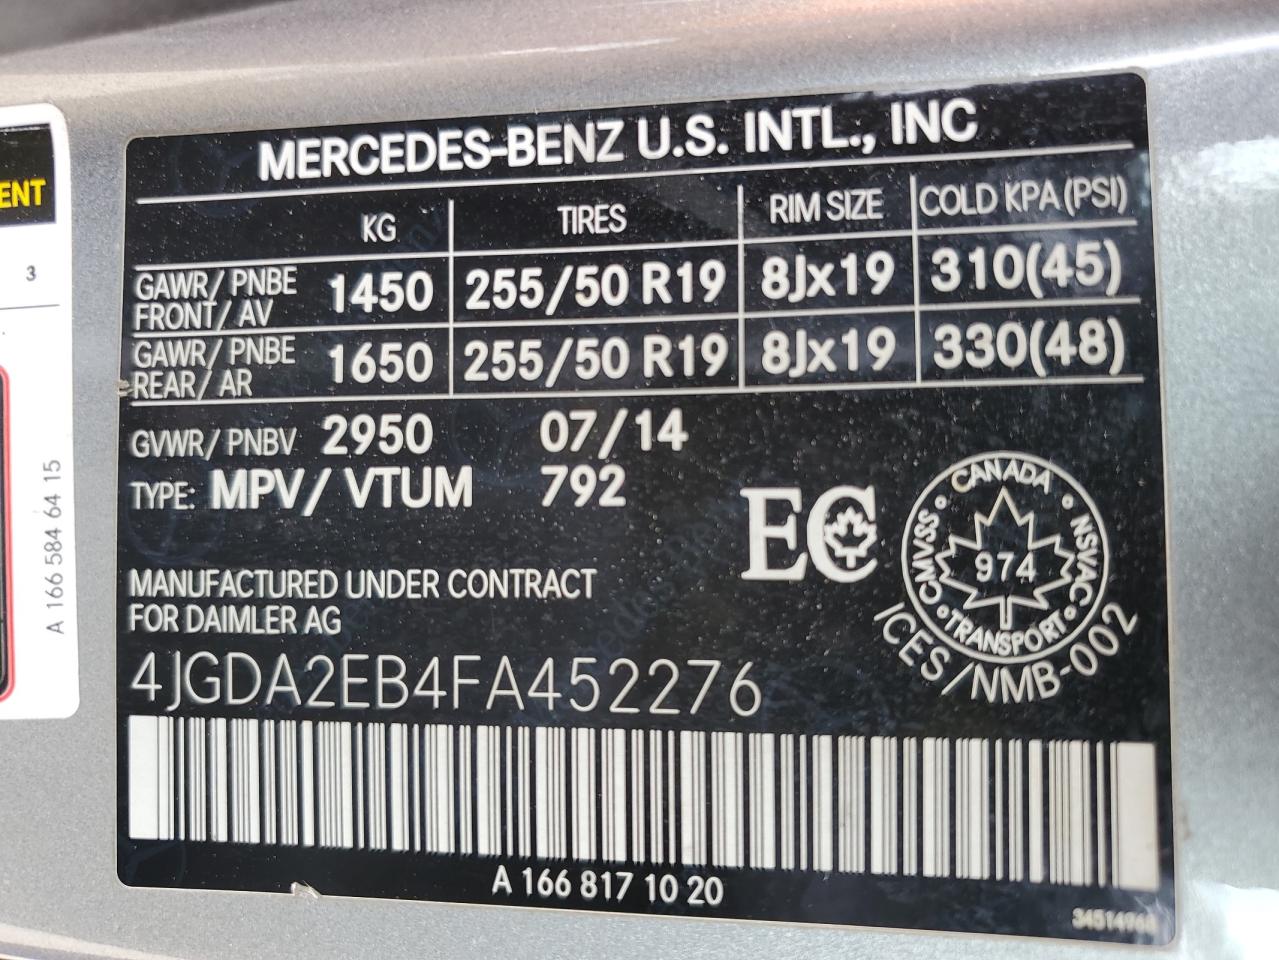 MERCEDES-BENZ U.S. INTL., INC
KG TIRES RIM SIZE COLD KPA (PSI)
GAWR/ PNBE FRONT/ AV 1450 255/50 R19 8Jx19 310(45)
GAWR/ PNBE REAR/ AR 1650 255/50 R19 8Jx19 330(48)
GVWR/ PNBV 2950 07/14
TYPE: MPV/ VTUM 792
MANUFACTURED UNDER CONTRACT
FOR DAIMLER AG
EC
CANADA
NSVAC
TRANSPORT
CMVSS
974
ICES/NMB-002
4JGDA2EB4FA452276
A 166 817 10 20
ENT
3
A 166 584 64 15